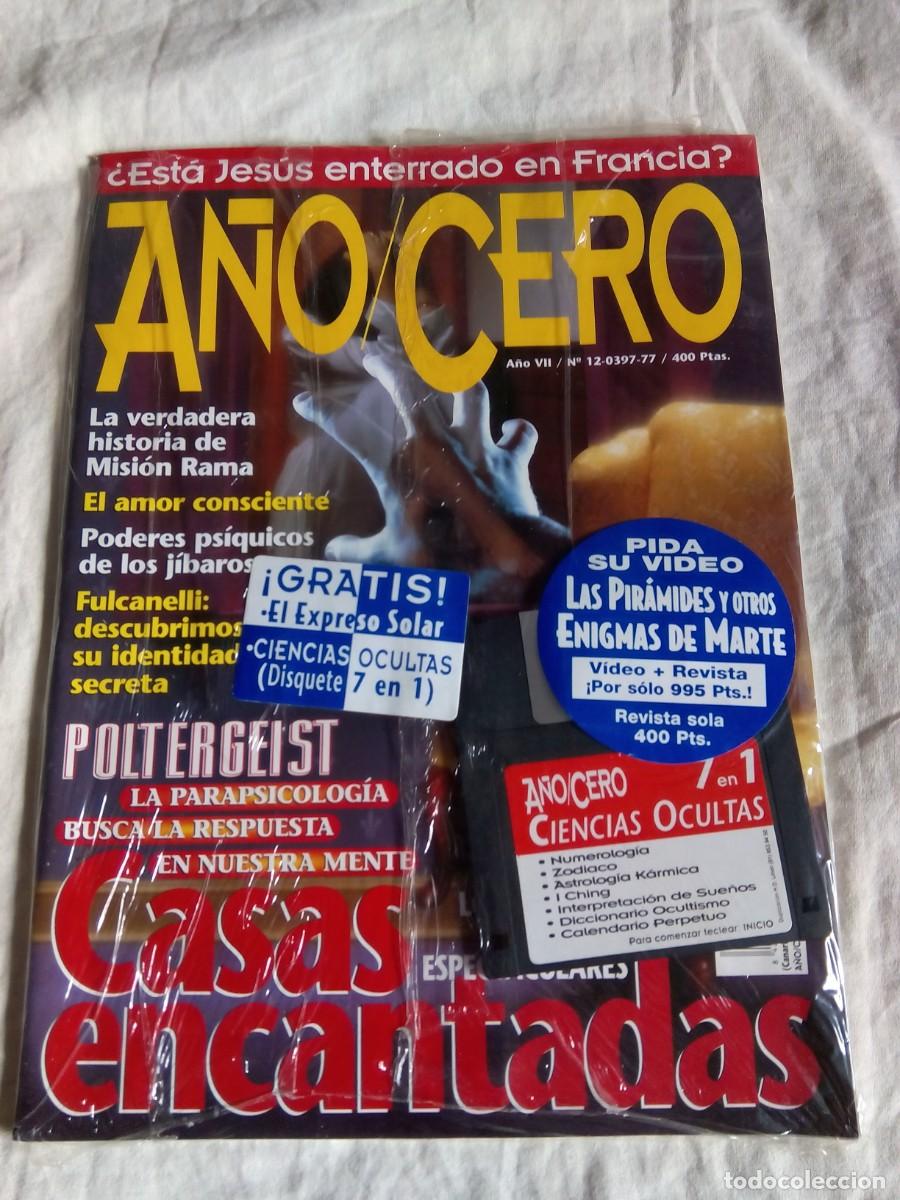 ¿Está Jesús enterrado en Francia?
AÑO/CERO
Año VII / Nº 12-0397-77 / 400 Ptas.
La verdadera
historia de
Misión Rama
El amor consciente
Poderes psíquicos
de los jíbaros
Fulcanelli:
descubrimos
su identidad
secreta
¡GRATIS!
•El Expreso Solar
•CIENCIAS OCULTAS
(Disquete 7 en 1)
PIDA
SU VIDEO
LAS PIRÁMIDES Y OTROS
ENIGMAS DE MARTE
Vídeo + Revista
¡Por sólo 995 Pts.!
Revista sola
400 Pts.
POLTERGEIST
LA PARAPSICOLOGÍA
BUSCA LA RESPUESTA
EN NUESTRA MENTE
AÑO/CERO 7 en 1
CIENCIAS OCULTAS
• Numerología
• Zodiaco
• Astrología Kármica
• I Ching
• Interpretación de Sueños
• Diccionario Ocultismo
• Calendario Perpetuo
Para comenzar teclear INICIO
Casas
encantadas
todocoleccion